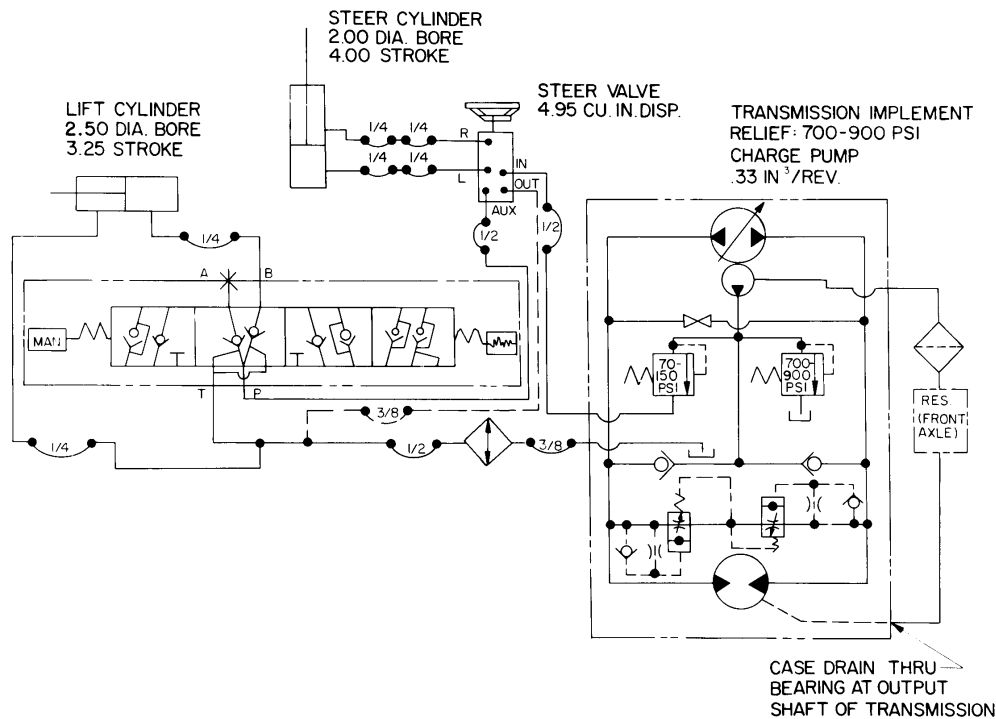 STEER CYLINDER
2.00 DIA. BORE
4.00 STROKE
LIFT CYLINDER
2.50 DIA. BORE
3.25 STROKE
STEER VALVE
4.95 CU. IN. DISP.
TRANSMISSION IMPLEMENT
RELIEF: 700-900 PSI
CHARGE PUMP
.33 IN³/REV.
1/4
1/4
R
1/4
1/4
L
IN
OUT
AUX
1/2
1/2
1/4
A
B
MAN
T
T
T
P
70-
150
PSI
700-
900
PSI
RES.
(FRONT
AXLE)
3/8
1/4
1/2
3/8
CASE DRAIN THRU
BEARING AT OUTPUT
SHAFT OF TRANSMISSION